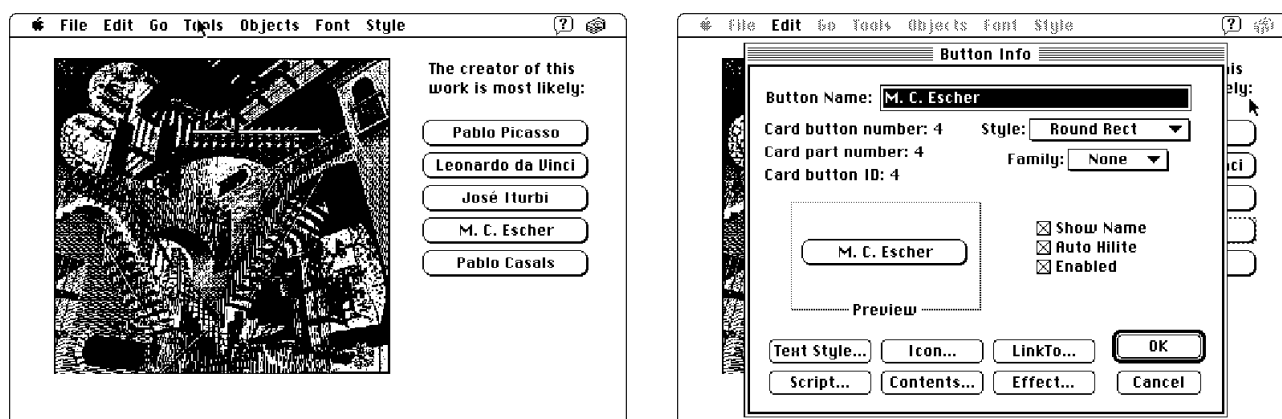 File Edit Go Tools Objects Font Style
The creator of this
work is most likely:
Pablo Picasso
Leonardo da Vinci
José Iturbi
M. C. Escher
Pablo Casals
File Edit Go Tools Objects Font Style
Button Info
his
ely:
Button Name: M. C. Escher
Card button number: 4
Style: Round Rect
Card part number: 4
Family: None
Card button ID: 4
nci
Show Name
Auto Hilite
Enabled
M. C. Escher
Preview
Text Style... Icon... LinkTo... OK
Script... Contents... Effect... Cancel